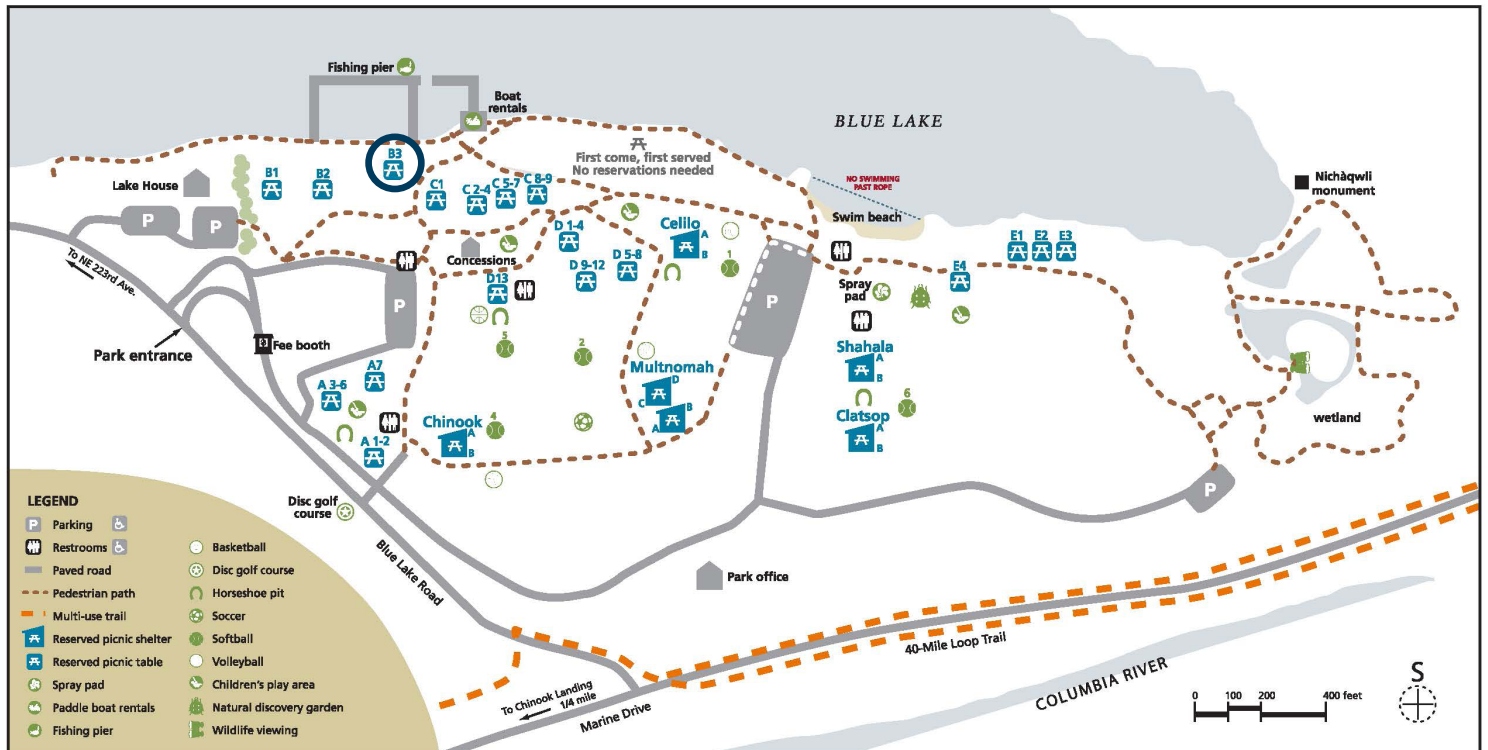 Fishing pier
Boat
rentals
BLUE LAKE
B3
First come, first served
No reservations needed
NO SWIMMING
PAST ROPE
Nichàqwli
monument
Lake House
B1
B2
C1
C 2-4
C 5-7
C 8-9
Swim beach
P
P
To NE 223rd Ave.
Concessions
D 1-4
Celilo
A
B
1
E1
E2
E3
D 9-12
D 5-8
D13
E4
Spray
pad
P
P
Park entrance
Fee booth
5
2
Shahala
A
B
A7
A 3-6
Multnomah
D
C
B
A
6
Clatsop
A
B
wetland
Chinook
A
B
4
A 1-2
P
Disc golf
course
Blue Lake Road
Park office
40-Mile Loop Trail
COLUMBIA RIVER
To Chinook Landing
1/4 mile
Marine Drive
0
100
200
400 feet
S
LEGEND
P Parking
Restrooms
Paved road
Pedestrian path
Multi-use trail
Reserved picnic shelter
Reserved picnic table
Spray pad
Paddle boat rentals
Fishing pier
Basketball
Disc golf course
Horseshoe pit
Soccer
Softball
Volleyball
Children's play area
Natural discovery garden
Wildlife viewing